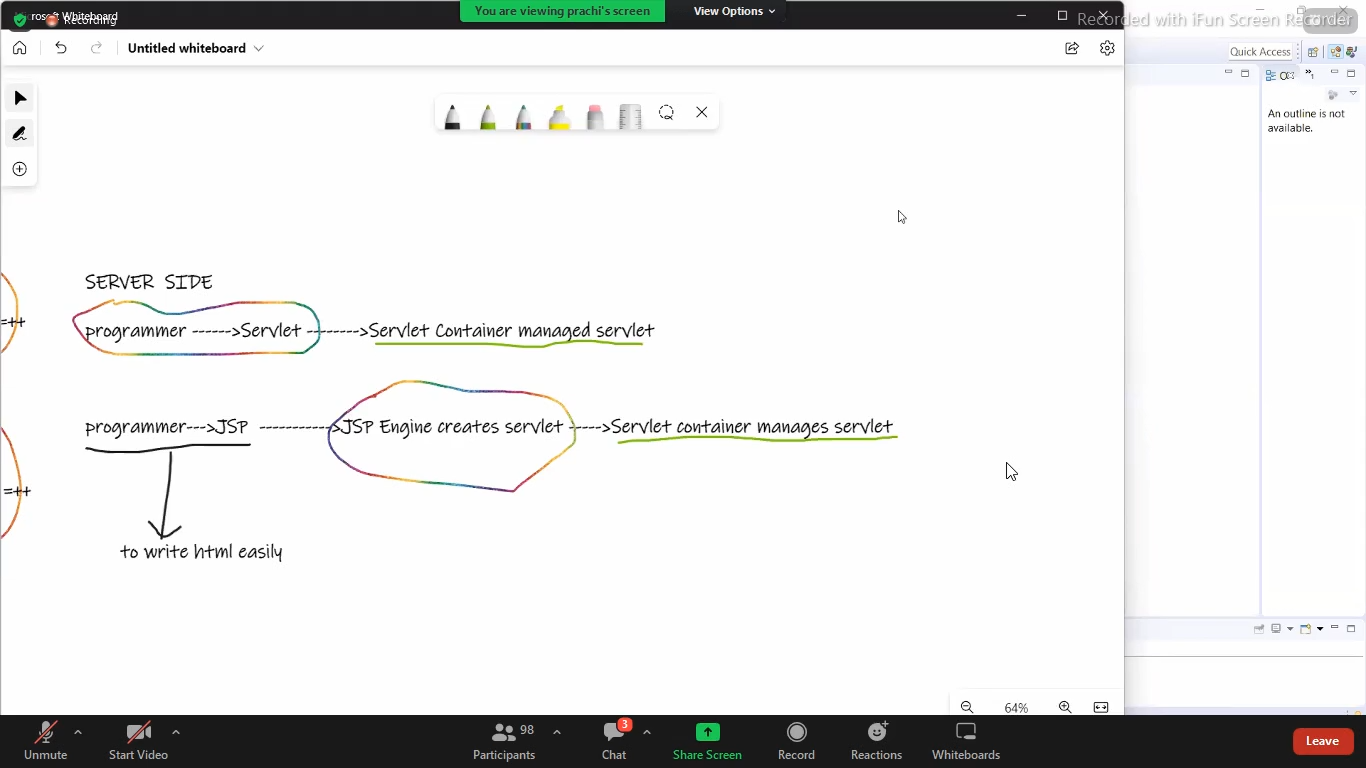 rosoft Whiteboard
Recording
You are viewing prachi's screen
View Options
Recorded with iFun Screen Recorder
Untitled whiteboard
Quick Access
An outline is not
available.
SERVER SIDE
=++
programmer ------>Servlet -------->Servlet Container managed servlet
programmer--->JSP ----------->JSP Engine creates servlet ----->Servlet container manages servlet
=++
to write html easily
64%
Unmute
Start Video
98
Participants
3
Chat
Share Screen
Record
Reactions
Whiteboards
Leave